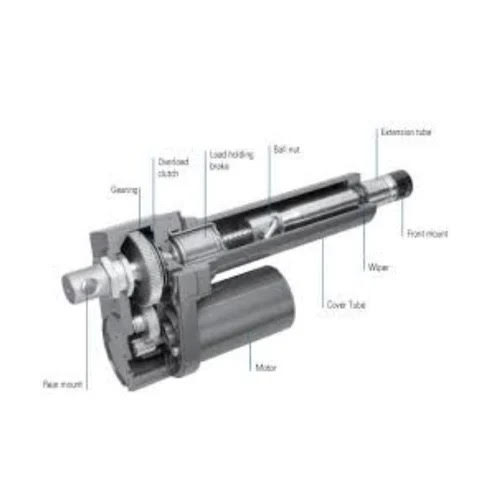 Extension tube
Ball nut
Load holding
brake
Overload
clutch
Gearing
Front mount
Wiper
Cover Tube
Motor
Rear mount